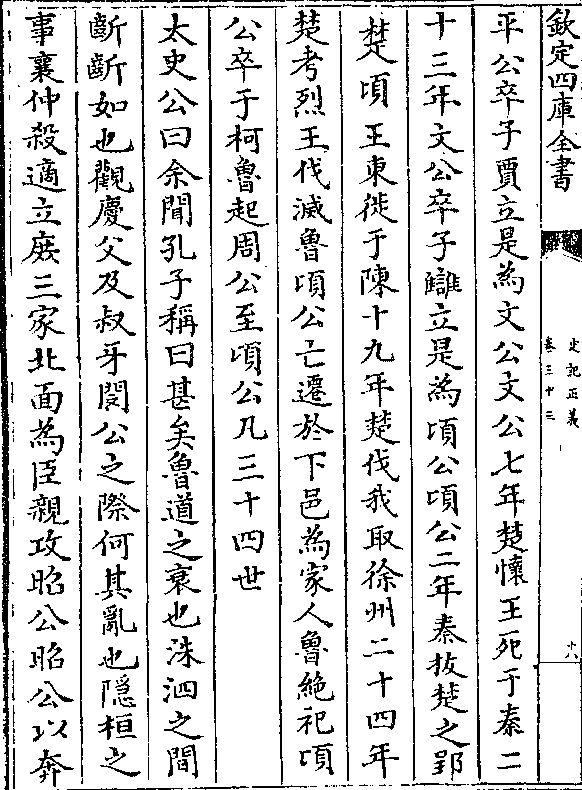 欽定四庫全書
史記正義
卷三十三
十八
平公卒子賈立是為文公文公七年楚懷王死于秦二
十三年文公卒子讎立是為頃公頃公二年秦拔楚之郢
楚頃王東徙于陳十九年楚伐我取徐州二十四年
楚考烈王伐滅魯頃公亡遷於下邑為家人魯絶祀頃
公卒于柯魯起周公至頃公凡三十四世
太史公曰余聞孔子稱曰甚矣魯道之衰也洙泗之間
齗齗如也觀慶父及叔牙閔公之際何其亂也隱桓之
事襄仲殺適立庻三家北面為臣親攻昭公昭公以奔